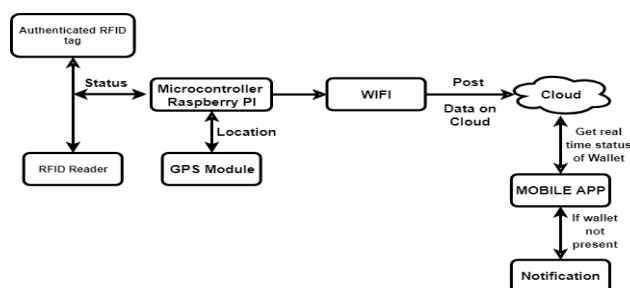 Authenticated RFID
tag
Status
Microcontroller
Raspberry PI
WIFI
Post
Data on
Cloud
Cloud
Location
Get real
time status
of Wallet
RFID Reader
GPS Module
MOBILE APP
If wallet
not
present
Notification